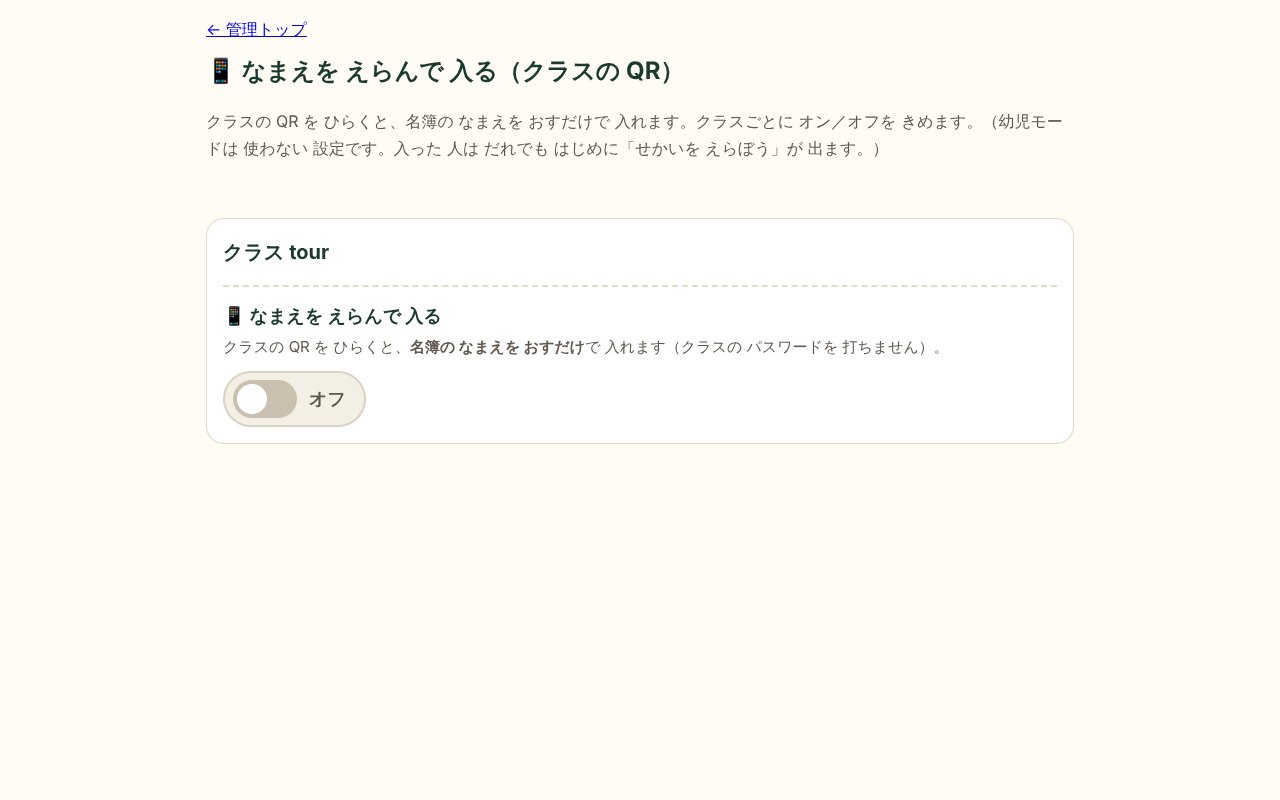 ← 管理トップ
📱 なまえを えらんで 入る（クラスの QR）
クラスの QR を ひらくと、名簿の なまえを おすだけで 入れます。クラスごとに オン／オフを きめます。（幼児モー
ドは 使わない 設定です。入った 人は だれでも はじめに「せかいを えらぼう」が 出ます。）
クラス tour
📱 なまえを えらんで 入る
クラスの QR を ひらくと、名簿の なまえを おすだけで 入れます（クラスの パスワードを 打ちません）。
オフ